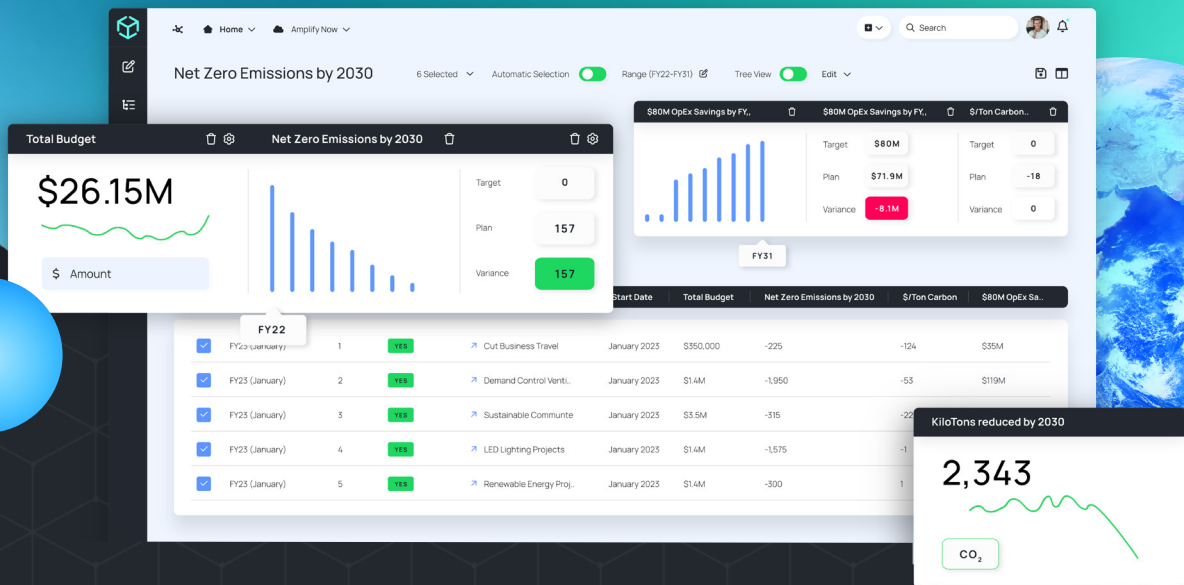 Home
Amplify Now
Search
Net Zero Emissions by 2030
6 Selected
Automatic Selection
Range (FY22-FY31)
Tree View
Edit
Total Budget
Net Zero Emissions by 2030
$26.15M
$ Amount
Target 0
Plan 157
Variance 157
FY22
$80M OpEx Savings by FY,,
$80M OpEx Savings by FY,,
$/Ton Carbon..
Target $80M
Plan $71.9M
Variance -8.1M
Target 0
Plan -18
Variance 0
FY31
Start Date Total Budget Net Zero Emissions by 2030 $/Ton Carbon $80M OpEx Sa..
FY23 (January) 1 YES Cut Business Travel January 2023 $350,000 -225 -124 $35M
FY23 (January) 2 YES Demand Control Venti.. January 2023 $1.4M -1,950 -53 $119M
FY23 (January) 3 YES Sustainable Communte January 2023 $3.5M -315 -22
FY23 (January) 4 YES LED Lighting Projects January 2023 $1.4M -1,575 -1
FY23 (January) 5 YES Renewable Energy Proj.. January 2023 $1.4M -300 1
KiloTons reduced by 2030
2,343
CO₂